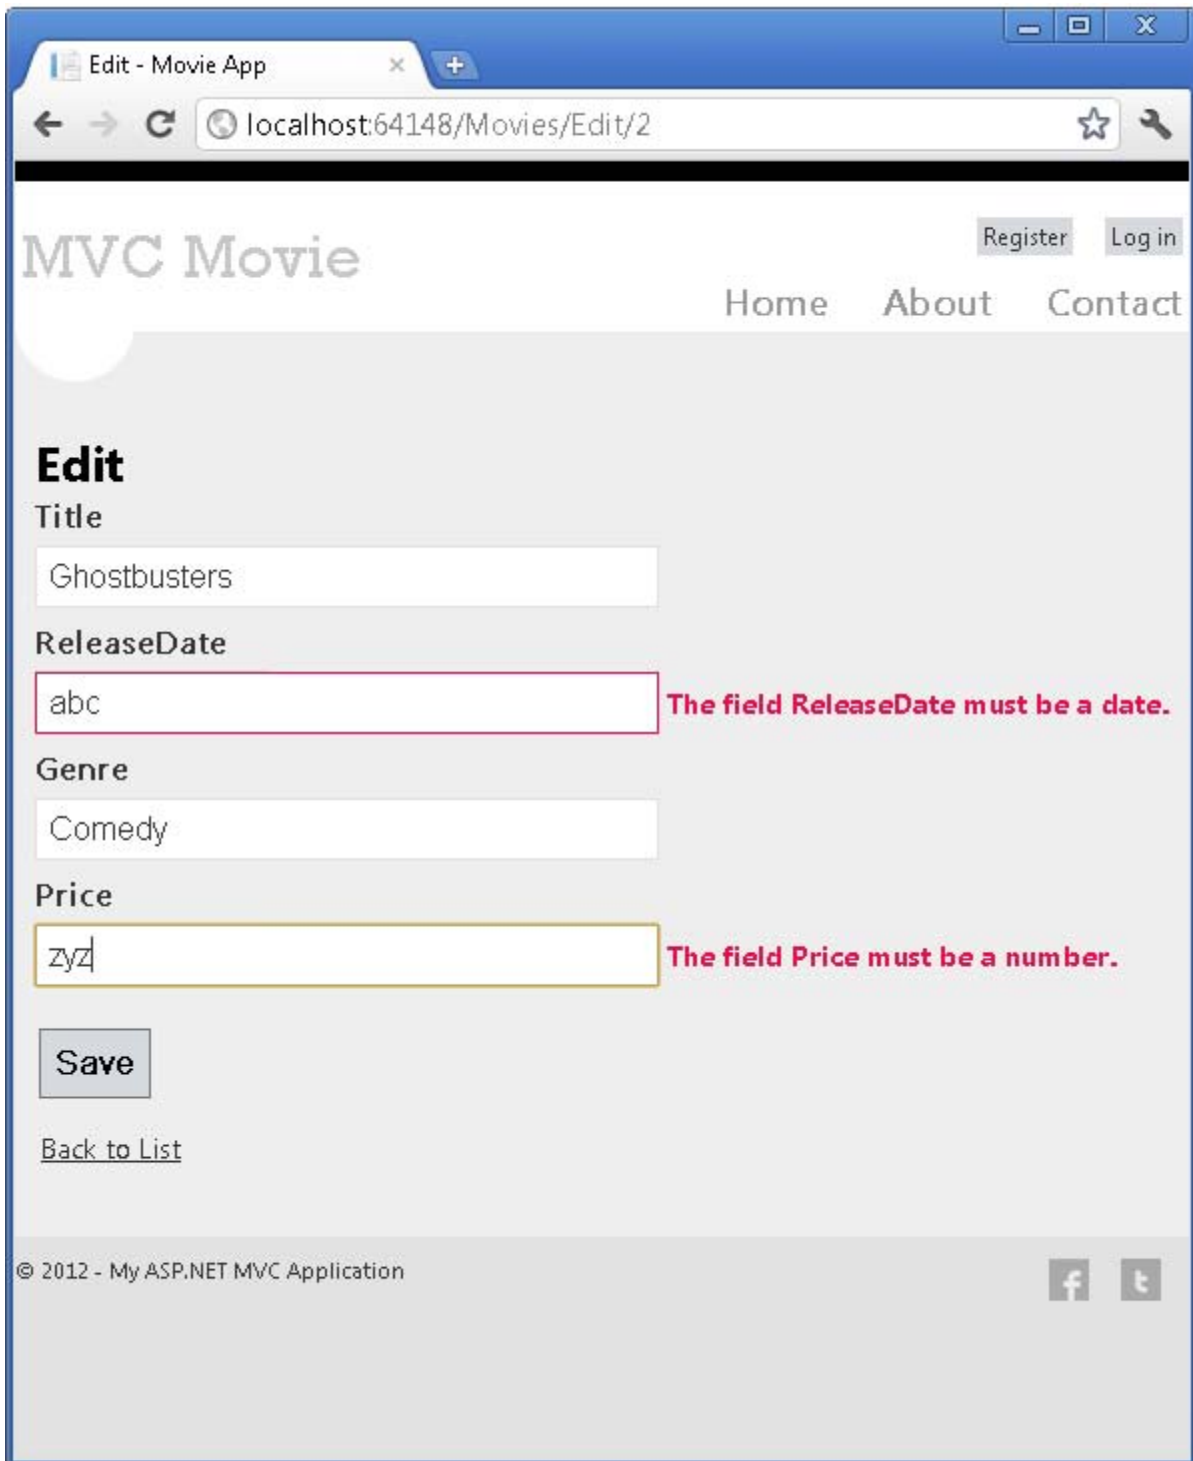 Edit - Movie App
localhost:64148/Movies/Edit/2
MVC Movie
Register Log in
Home About Contact
Edit
Title
Ghostbusters
ReleaseDate
abc The field ReleaseDate must be a date.
Genre
Comedy
Price
zyz The field Price must be a number.
Save
Back to List
© 2012 - My ASP.NET MVC Application